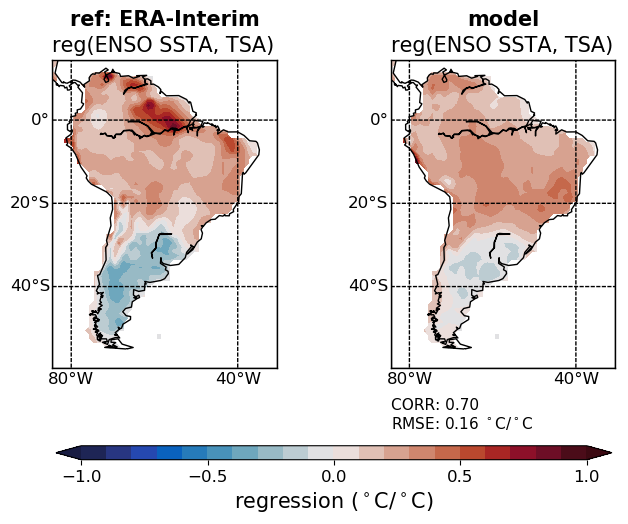 ref: ERA-Interim
reg(ENSO SSTA, TSA)
model
reg(ENSO SSTA, TSA)
0°
20°S
40°S
80°W
40°W
0°
20°S
40°S
80°W
40°W
CORR: 0.70
RMSE: 0.16 °C/°C
−1.0
−0.5
0.0
0.5
1.0
regression (°C/°C)